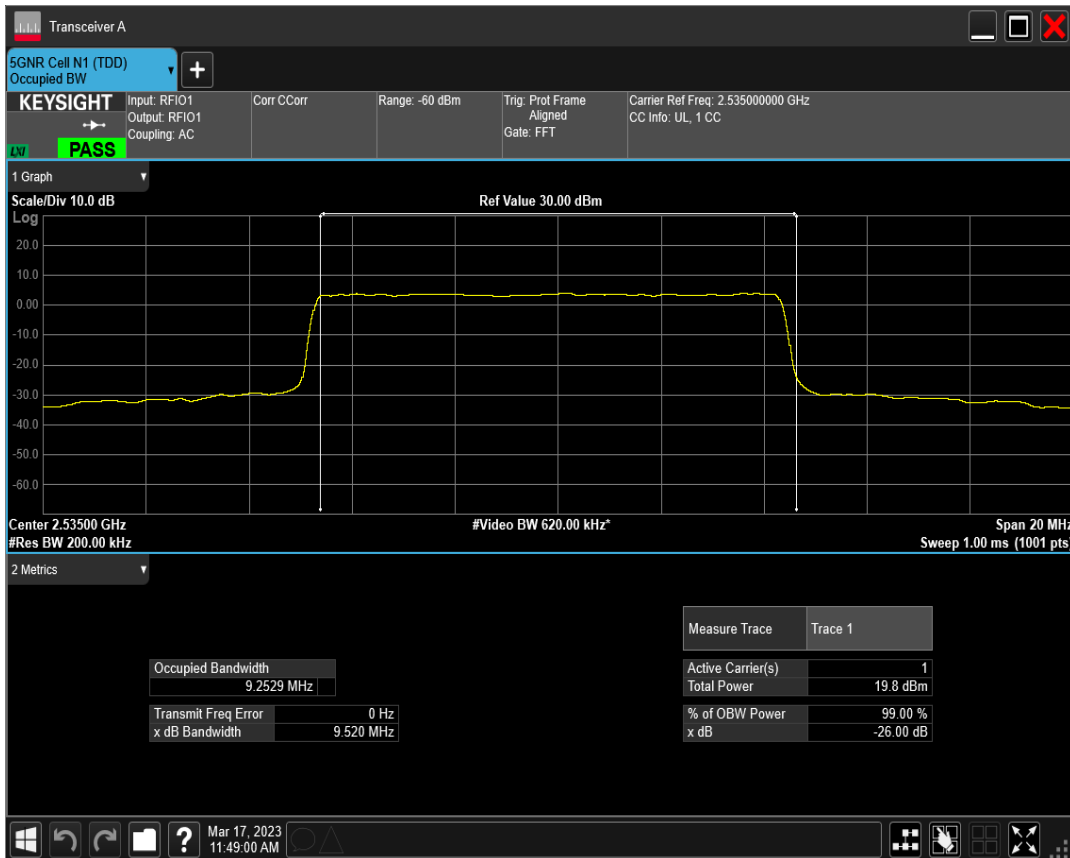 Transceiver A
5GNR Cell N1 (TDD)
Occupied BW
+
KEYSIGHT
LXI
PASS
Input: RFIO1
Output: RFIO1
Coupling: AC
Corr CCorr
Range: -60 dBm
Trig: Prot Frame
Aligned
Gate: FFT
Carrier Ref Freq: 2.535000000 GHz
CC Info: UL, 1 CC
1 Graph
Scale/Div 10.0 dB
Ref Value 30.00 dBm
Log
20.0
10.0
0.00
-10.0
-20.0
-30.0
-40.0
-50.0
-60.0
Center 2.53500 GHz
#Video BW 620.00 kHz*
Span 20 MHz
#Res BW 200.00 kHz
Sweep 1.00 ms (1001 pts)
2 Metrics
Measure Trace Trace 1
Occupied Bandwidth
9.2529 MHz
Active Carrier(s) 1
Total Power 19.8 dBm
Transmit Freq Error 0 Hz
x dB Bandwidth 9.520 MHz
% of OBW Power 99.00 %
x dB -26.00 dB
?
Mar 17, 2023
11:49:00 AM